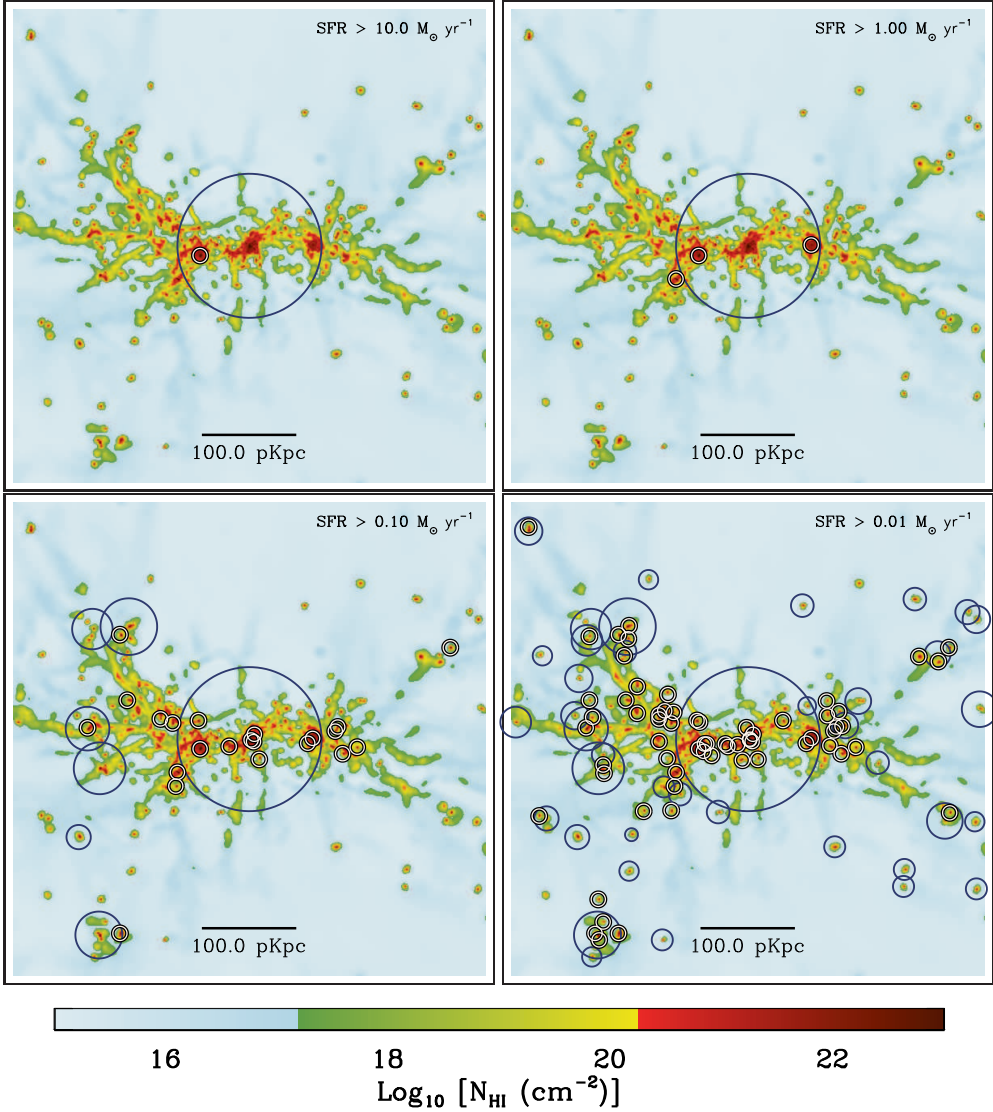 SFR > 10.0 M⊙ yr⁻¹
100.0 pKpc
SFR > 1.00 M⊙ yr⁻¹
100.0 pKpc
SFR > 0.10 M⊙ yr⁻¹
100.0 pKpc
SFR > 0.01 M⊙ yr⁻¹
100.0 pKpc
16 18 20 22
Log₁₀ [N_HI (cm⁻²)]